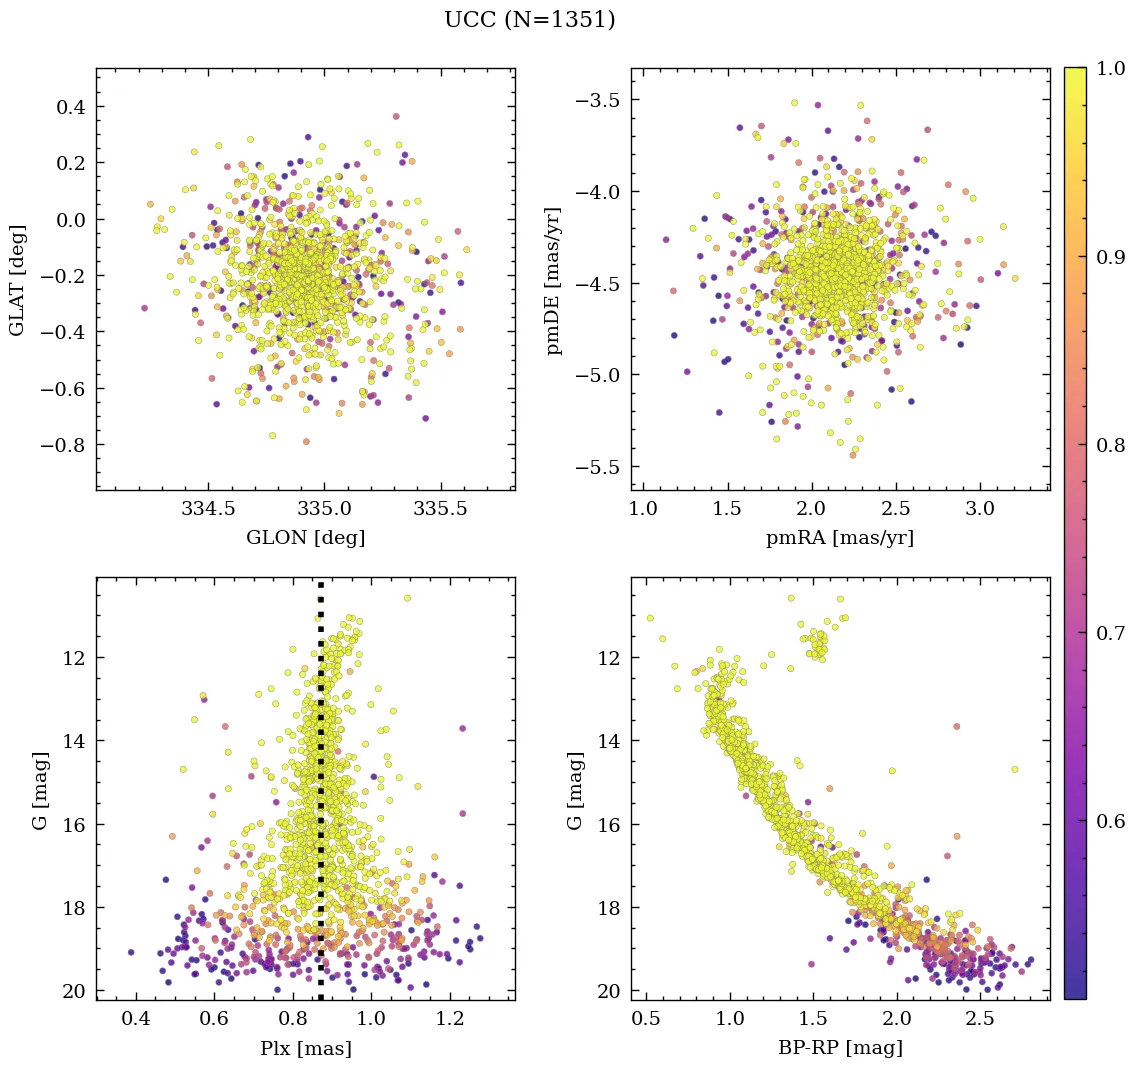 UCC (N=1351)
0.4
0.2
0.0
−0.2
−0.4
−0.6
−0.8
GLAT [deg]
334.5 335.0 335.5
GLON [deg]
−3.5
−4.0
−4.5
−5.0
−5.5
pmDE [mas/yr]
1.0 1.5 2.0 2.5 3.0
pmRA [mas/yr]
12
14
16
18
20
G [mag]
0.4 0.6 0.8 1.0 1.2
Plx [mas]
12
14
16
18
20
G [mag]
0.5 1.0 1.5 2.0 2.5
BP-RP [mag]
1.0
0.9
0.8
0.7
0.6